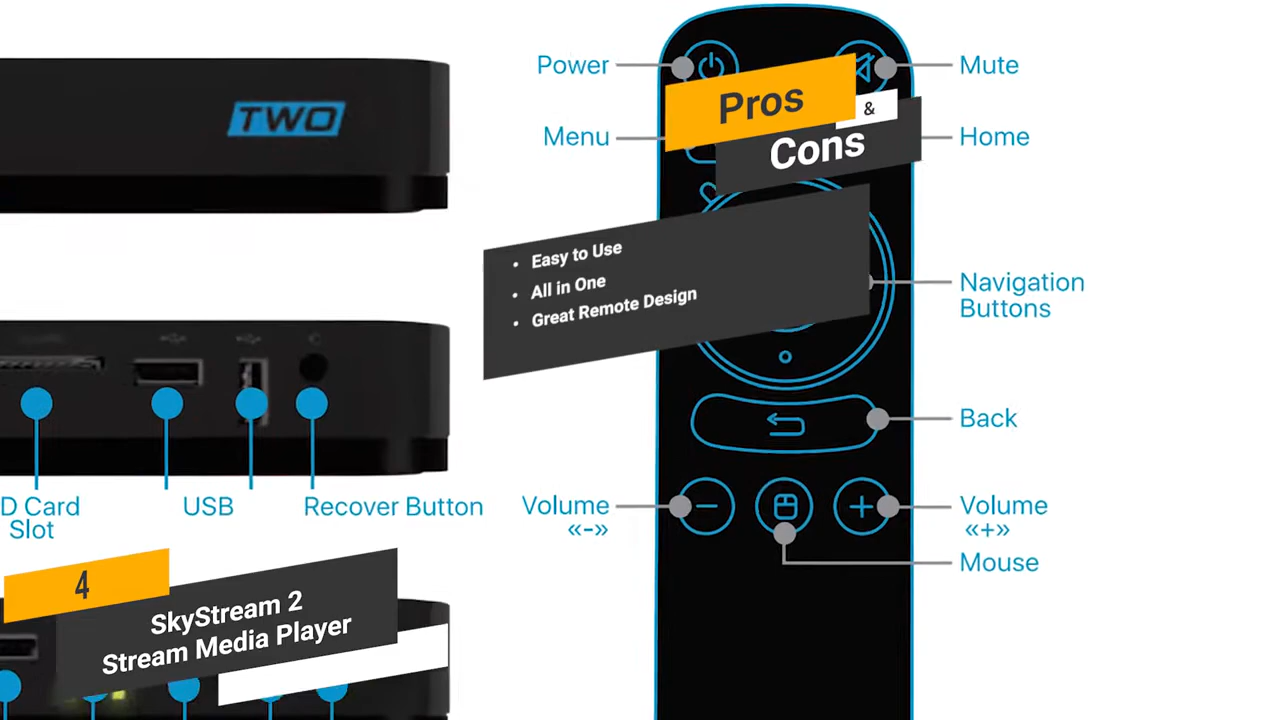 TWO
Power
Mute
Pros
&
Cons
Menu
Home
• Easy to Use
• All in One
• Great Remote Design
Navigation
Buttons
Back
D Card
Slot
USB
Recover Button
Volume
«-»
Volume
«+»
Mouse
4
SkyStream 2
Stream Media Player